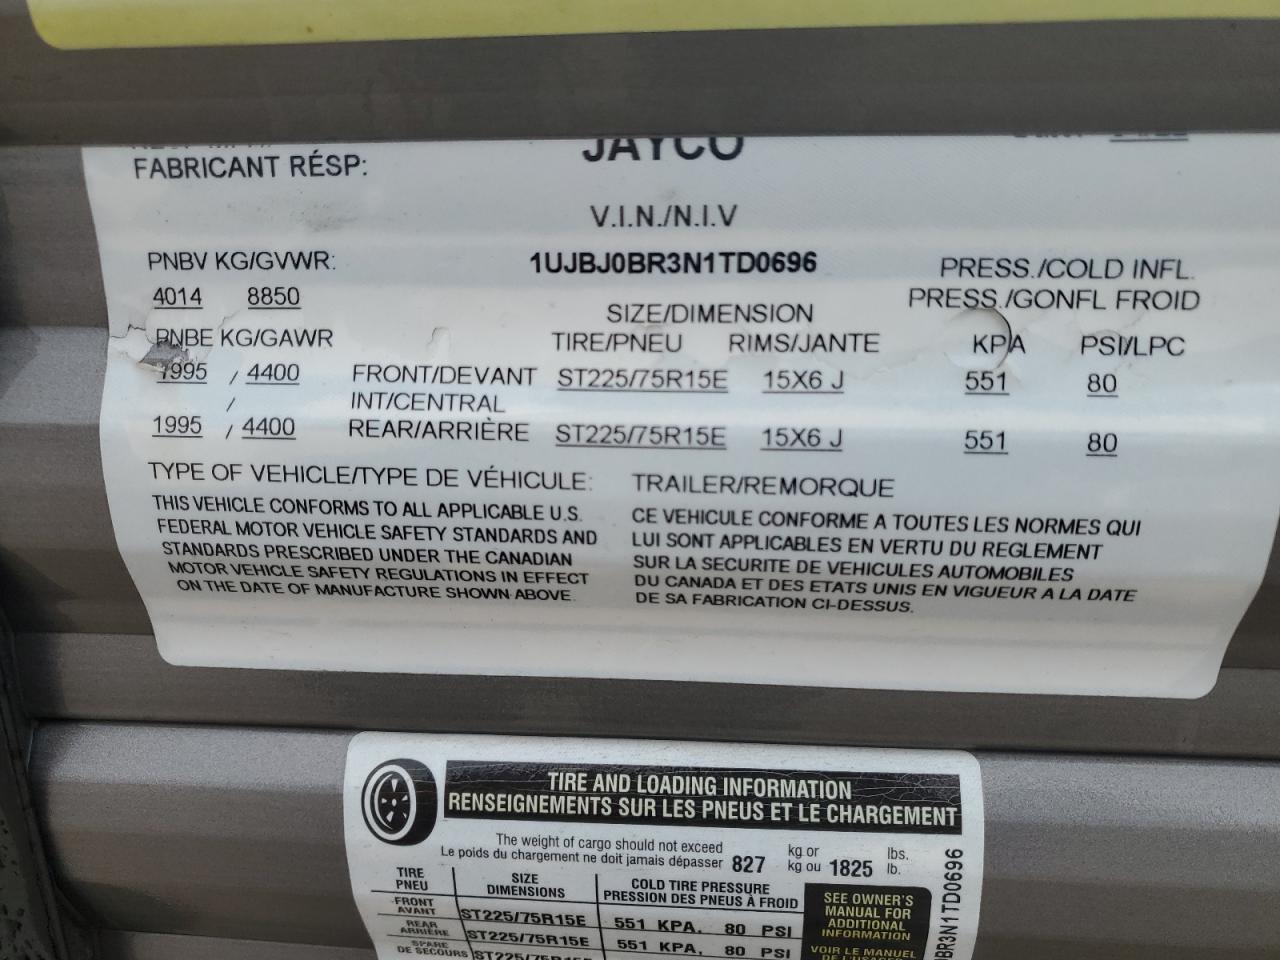 FABRICANT RÉSP: JAYCO
V.I.N./N.I.V
PNBV KG/GVWR: 1UJBJ0BR3N1TD0696 PRESS./COLD INFL.
4014 8850 SIZE/DIMENSION PRESS./GONFL FROID
PNBE KG/GAWR TIRE/PNEU RIMS/JANTE KPA PSI/LPC
1995 / 4400 FRONT/DEVANT ST225/75R15E 15X6 J 551 80
/ INT/CENTRAL
1995 / 4400 REAR/ARRIÈRE ST225/75R15E 15X6 J 551 80
TYPE OF VEHICLE/TYPE DE VÉHICULE: TRAILER/REMORQUE
THIS VEHICLE CONFORMS TO ALL APPLICABLE U.S.
FEDERAL MOTOR VEHICLE SAFETY STANDARDS AND
STANDARDS PRESCRIBED UNDER THE CANADIAN
MOTOR VEHICLE SAFETY REGULATIONS IN EFFECT
ON THE DATE OF MANUFACTURE SHOWN ABOVE.
CE VEHICULE CONFORME A TOUTES LES NORMES QUI
LUI SONT APPLICABLES EN VERTU DU REGLEMENT
SUR LA SECURITE DE VEHICULES AUTOMOBILES
DU CANADA ET DES ETATS UNIS EN VIGUEUR A LA DATE
DE SA FABRICATION CI-DESSUS.
TIRE AND LOADING INFORMATION
RENSEIGNEMENTS SUR LES PNEUS ET LE CHARGEMENT
The weight of cargo should not exceed kg or lbs.
Le poids du chargement ne doit jamais dépasser 827 kg ou 1825 lb.
TIRE SIZE COLD TIRE PRESSURE
PNEU DIMENSIONS PRESSION DES PNEUS À FROID
FRONT
AVANT ST225/75R15E 551 KPA, 80 PSI
REAR
ARRIÈRE ST225/75R15E 551 KPA, 80 PSI
SPARE
DE SECOURS
SEE OWNER'S
MANUAL FOR
ADDITIONAL
INFORMATION
VOIR LE MANUEL
BR3N1TD0696